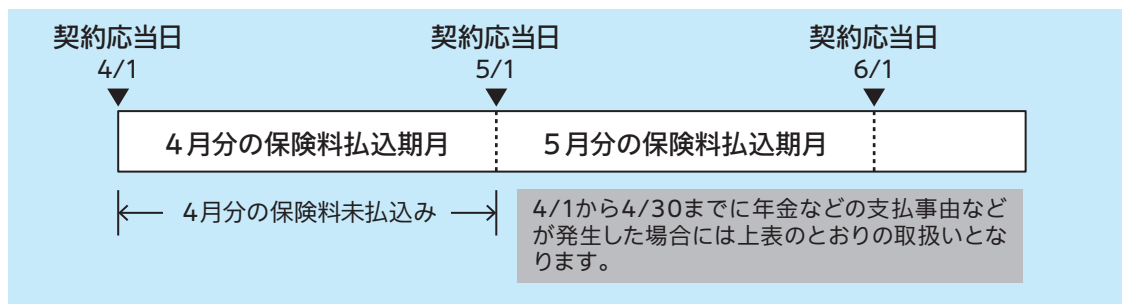 契約応当日 契約応当日 契約応当日
4/1 5/1 6/1
4月分の保険料払込期月 5月分の保険料払込期月
4月分の保険料未払込み
4/1から4/30までに年金などの支払事由など
が発生した場合には上表のとおりの取扱いとな
ります。